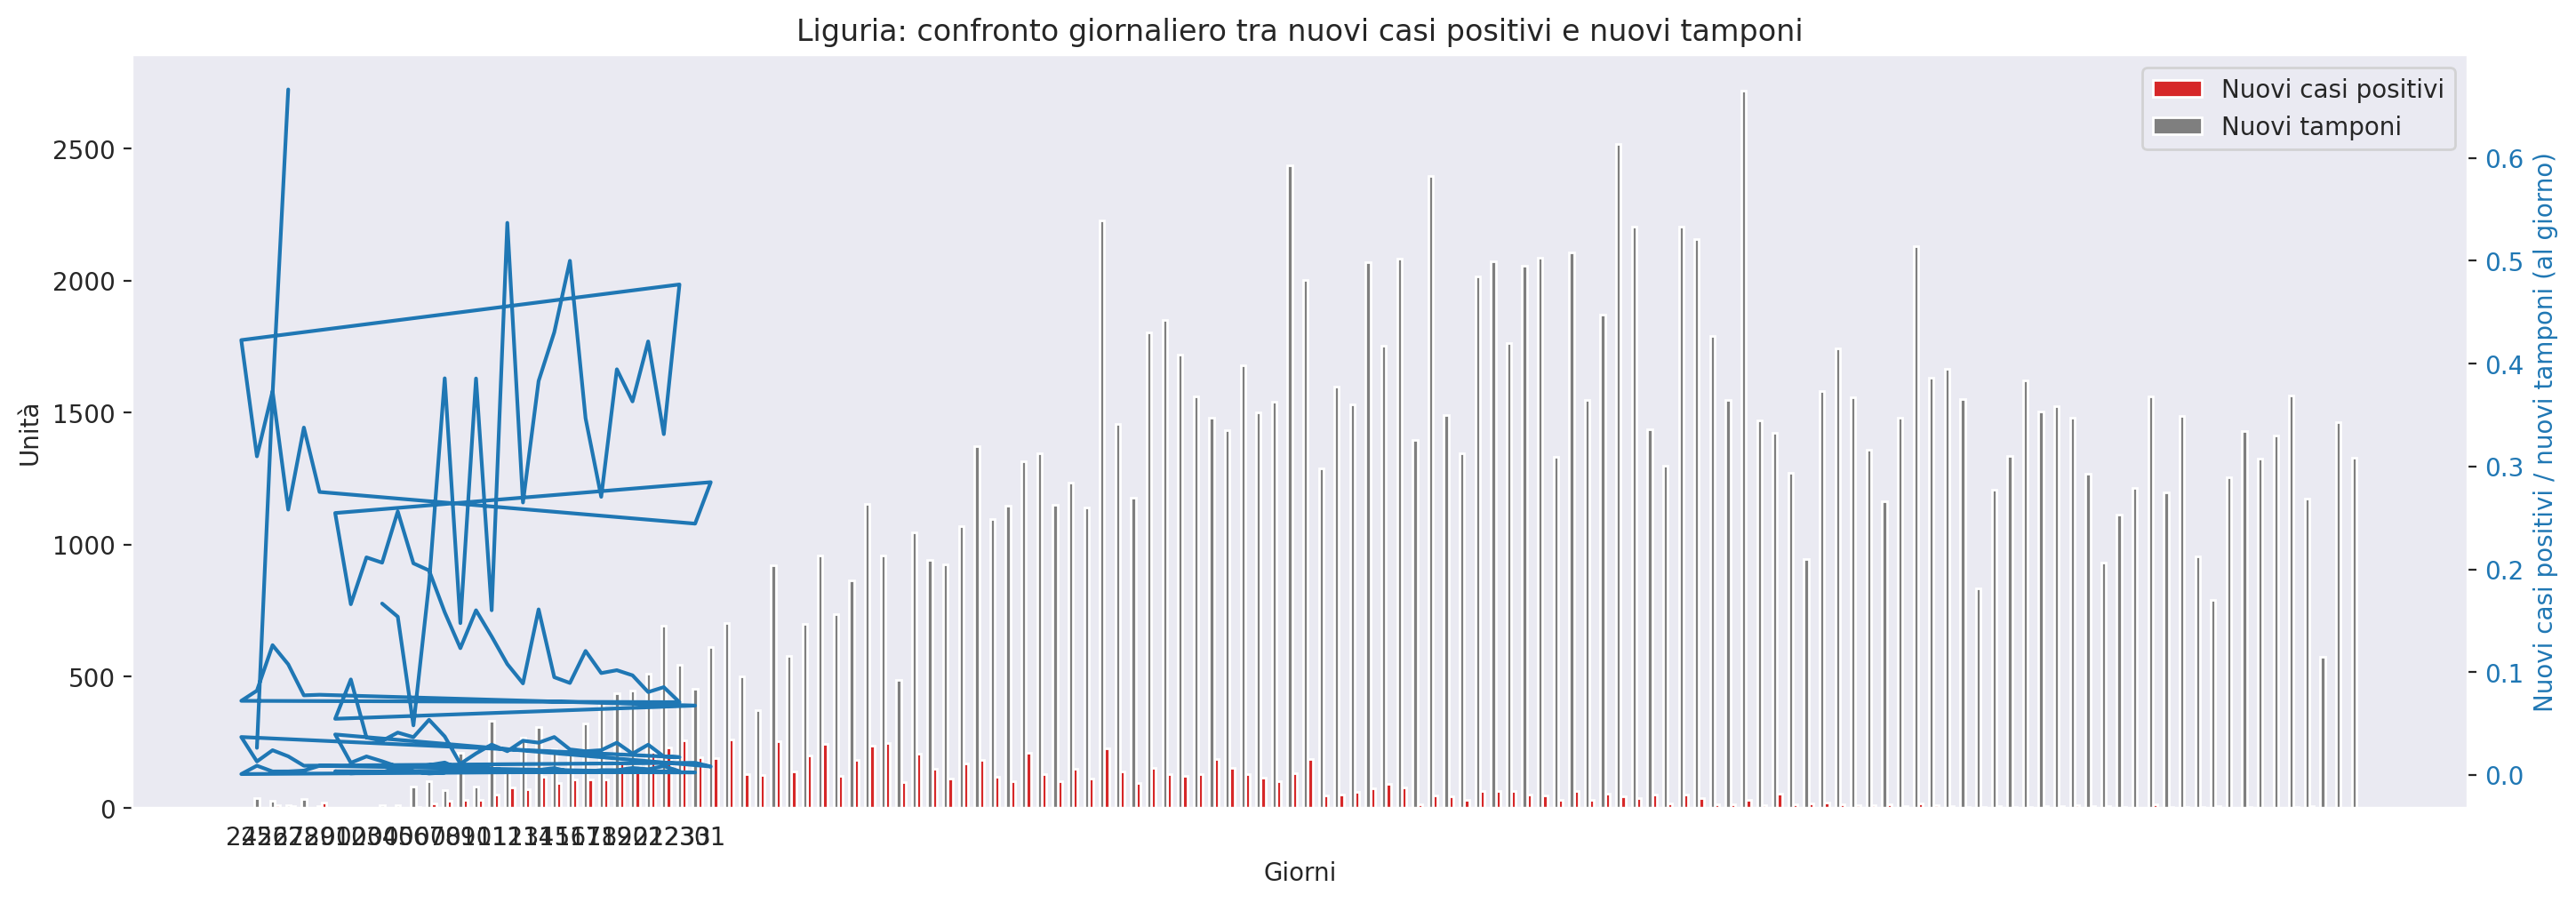 Liguria: confronto giornaliero tra nuovi casi positivi e nuovi tamponi
Nuovi casi positivi
Nuovi tamponi
2500
2000
1500
1000
500
0
Unità
0.6
0.5
0.4
0.3
0.2
0.1
0.0
Nuovi casi positivi / nuovi tamponi (al giorno)
Giorni